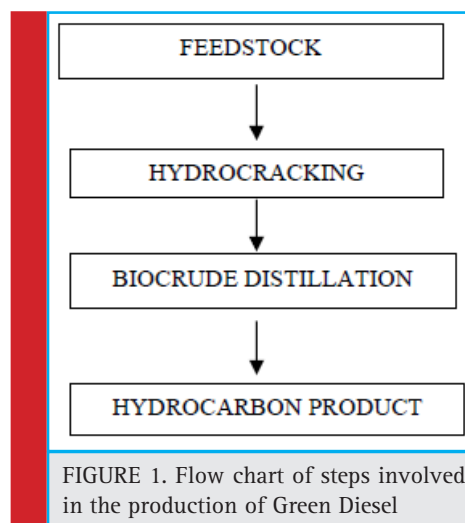 FEEDSTOCK
HYDROCRACKING
BIOCRUDE DISTILLATION
HYDROCARBON PRODUCT
FIGURE 1. Flow chart of steps involved
in the production of Green Diesel